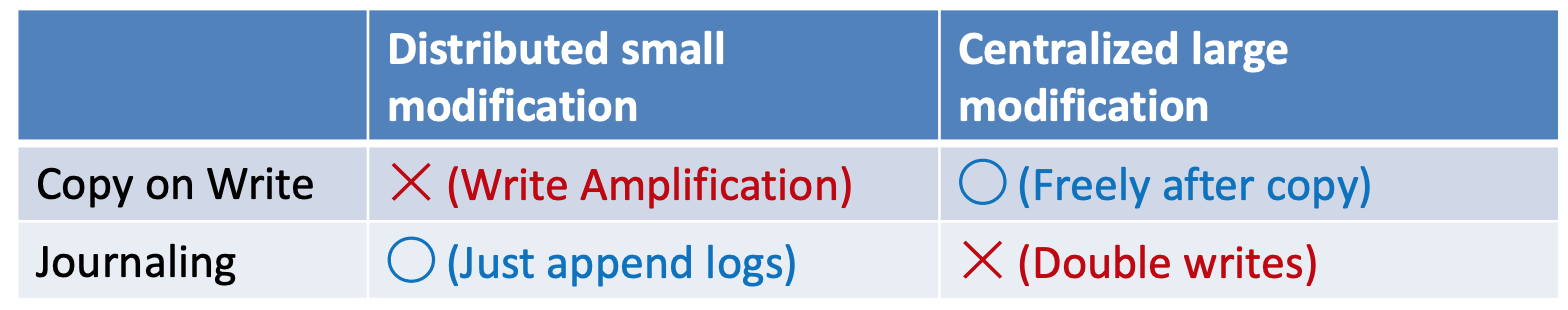 Distributed small
modification
Centralized large
modification
Copy on Write
× (Write Amplification)
○ (Freely after copy)
Journaling
○ (Just append logs)
× (Double writes)